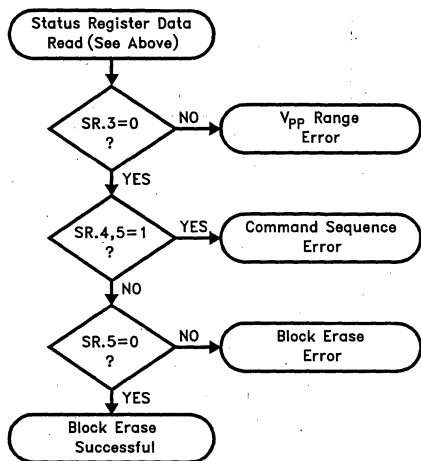 Status Register Data
Read (See Above)
SR.3=0
?
NO
VPP Range
Error
YES
SR.4,5=1
?
YES
Command Sequence
Error
NO
SR.5=0
?
NO
Block Erase
Error
YES
Block Erase
Successful